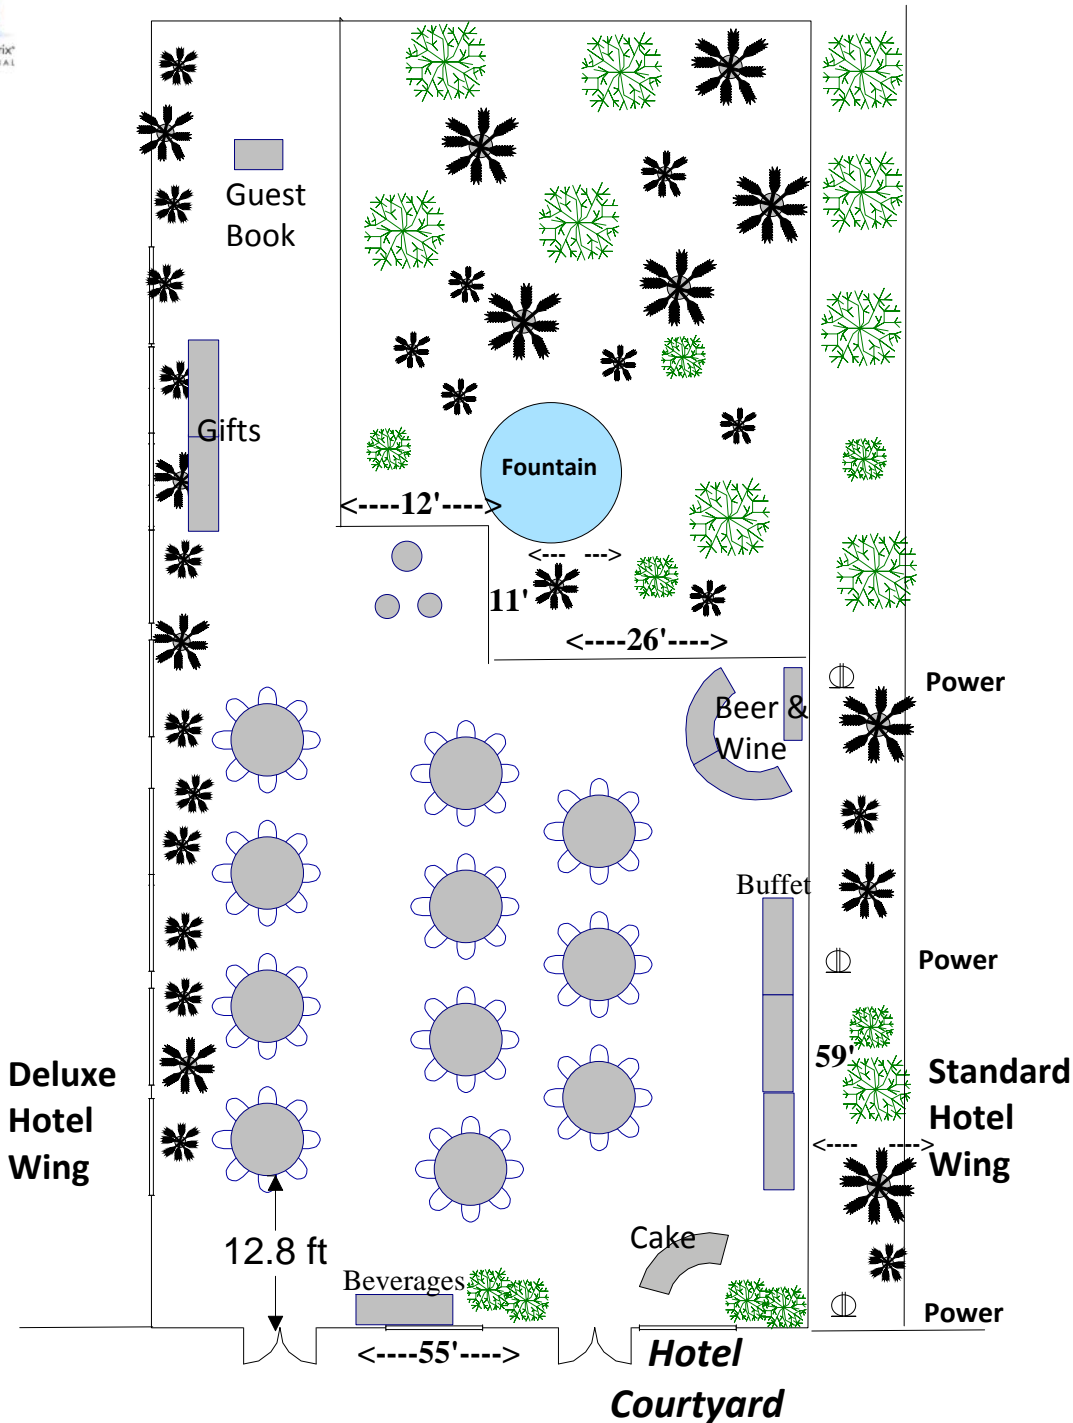 Guest
Book
Gifts
Fountain
<----12'---->
<--- --->
11'
<----26'---->
Power
Beer &
Wine
Buffet
Power
59'
Deluxe
Hotel
Wing
Standard
Hotel
Wing
<---- ---->
12.8 ft
Cake
Beverages
Power
<----55'---->
Hotel
Courtyard